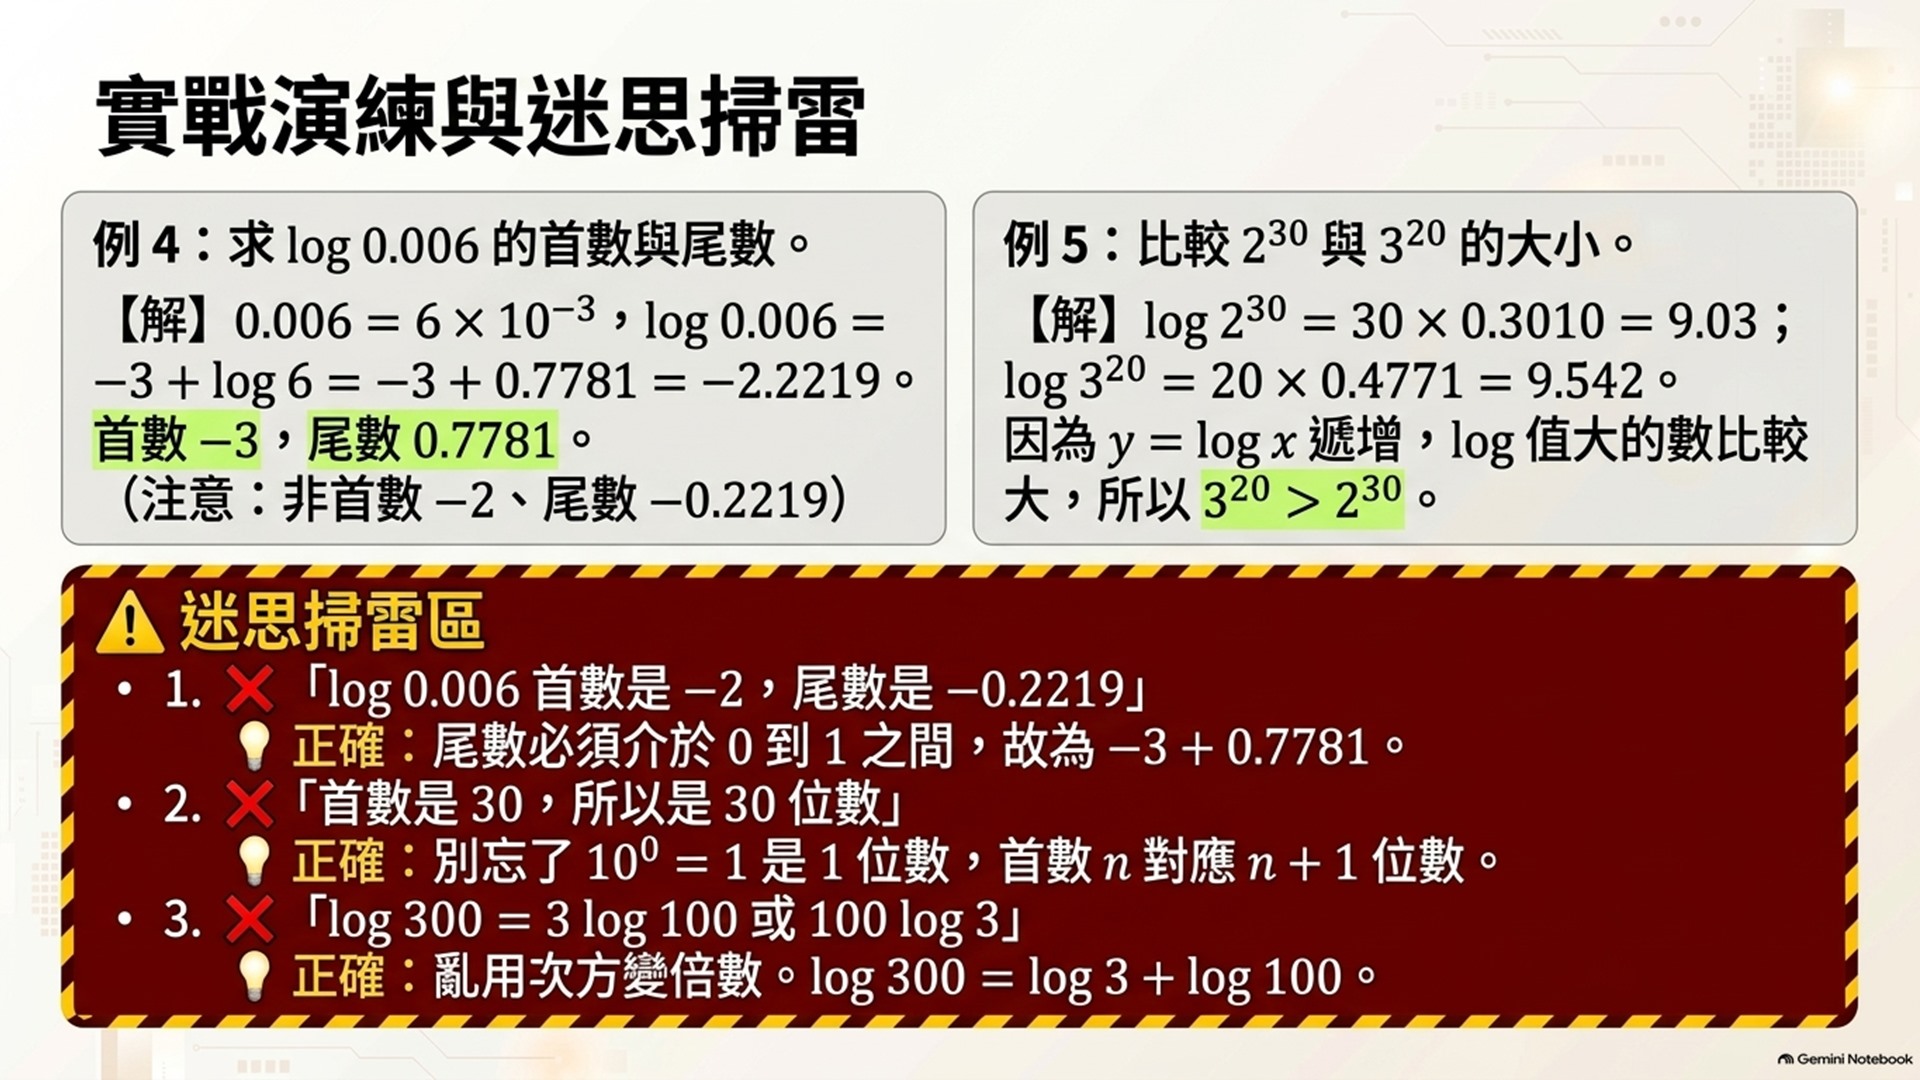 實戰演練與迷思掃雷
例 4：求 log 0.006 的首數與尾數。
【解】0.006 = 6 × 10⁻³，log 0.006 =
−3 + log 6 = −3 + 0.7781 = −2.2219。
首數 −3，尾數 0.7781。
（注意：非首數 −2、尾數 −0.2219）
例 5：比較 2³⁰ 與 3²⁰ 的大小。
【解】log 2³⁰ = 30 × 0.3010 = 9.03；
log 3²⁰ = 20 × 0.4771 = 9.542。
因為 y = log x 遞增，log 值大的數比較
大，所以 3²⁰ > 2³⁰。
⚠️ 迷思掃雷區
• 1. ❌「log 0.006 首數是 −2，尾數是 −0.2219」
💡 正確：尾數必須介於 0 到 1 之間，故為 −3 + 0.7781。
• 2. ❌「首數是 30，所以是 30 位數」
💡 正確：別忘了 10⁰ = 1 是 1 位數，首數 n 對應 n + 1 位數。
• 3. ❌「log 300 = 3 log 100 或 100 log 3」
💡 正確：亂用次方變倍數。log 300 = log 3 + log 100。
Gemini Notebook